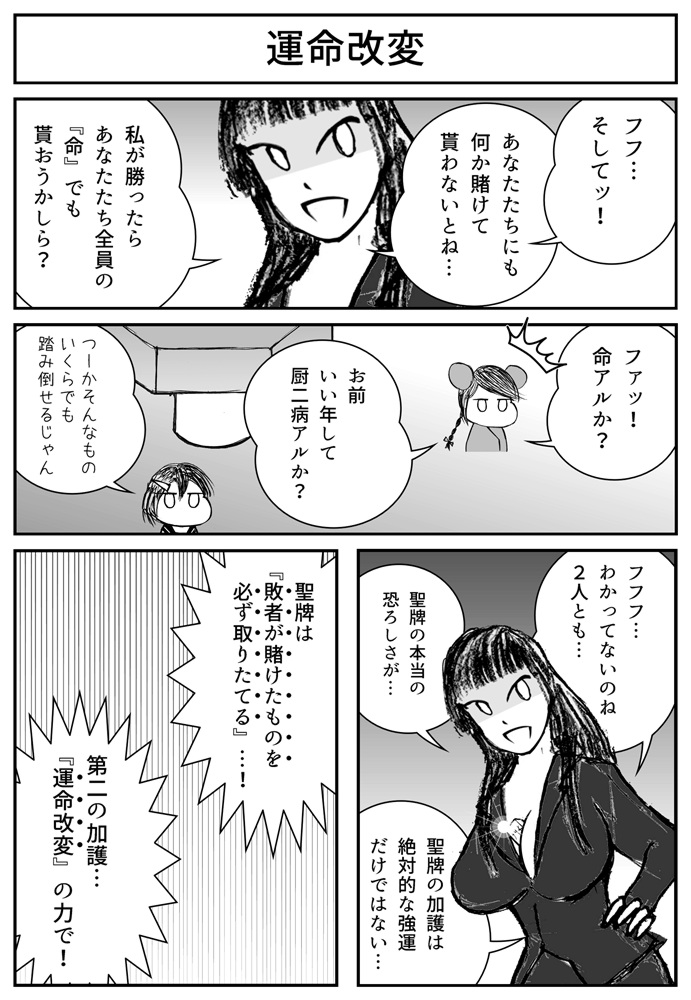 運命改変
フフ…
そしてッ！
あなたたちにも
何か賭けて
貰わないとね…
私が勝ったら
あなたたち全員の
『命』でも
貰おうかしら？
ファッ！
命アルか？
お前
いい年して
厨二病アルか？
つーかそんなもの
いくらでも
踏み倒せるじゃん
フフフ…
わかってないのね
２人とも…
聖牌の本当の
恐ろしさが…
聖牌の加護は
絶対的な強運
だけではない…
聖牌は
『敗者が賭けたものを
必ず取りたてる』…！
第二の加護…
『運命改変』の力で！